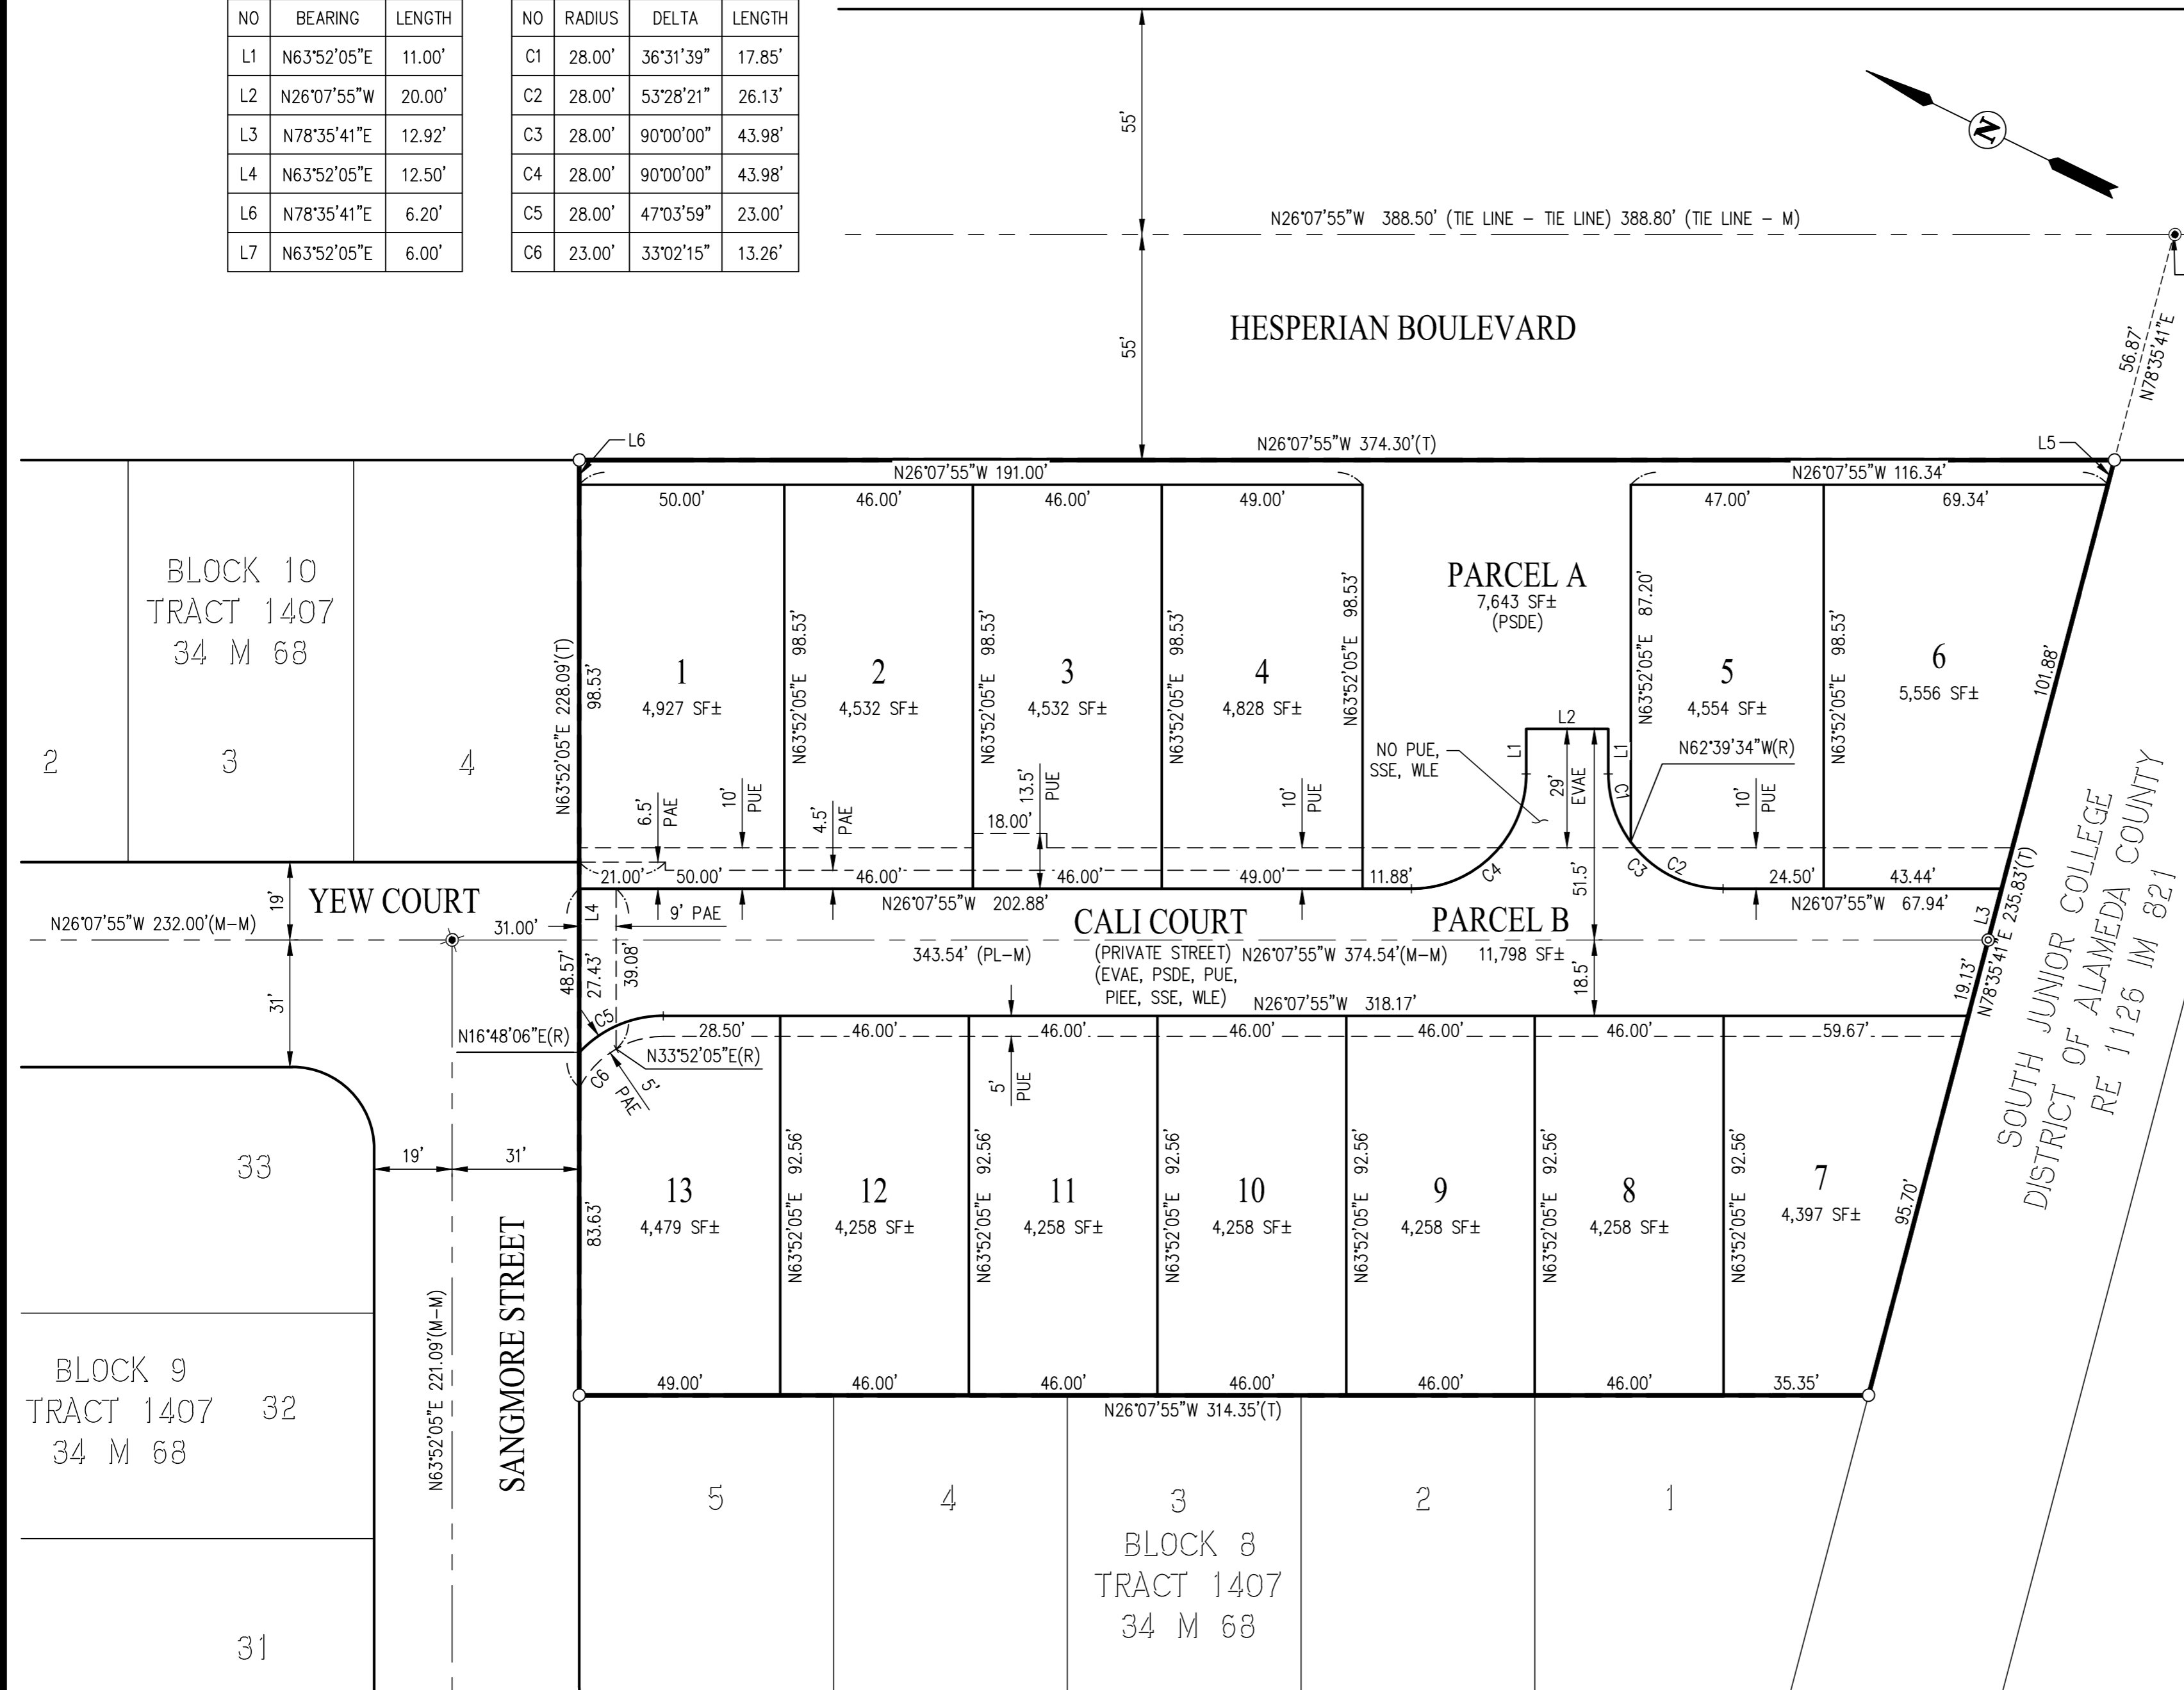 NO BEARING LENGTH
L1 N63°52'05"E 11.00'
L2 N26°07'55"W 20.00'
L3 N78°35'41"E 12.92'
L4 N63°52'05"E 12.50'
L6 N78°35'41"E 6.20'
L7 N63°52'05"E 6.00'
NO RADIUS DELTA LENGTH
C1 28.00' 36°31'39" 17.85'
C2 28.00' 53°28'21" 26.13'
C3 28.00' 90°00'00" 43.98'
C4 28.00' 90°00'00" 43.98'
C5 28.00' 47°03'59" 23.00'
C6 23.00' 33°02'15" 13.26'
55'
N
N26°07'55"W 388.50' (TIE LINE – TIE LINE) 388.80' (TIE LINE – M)
HESPERIAN BOULEVARD
55'
56.87'
N78°35'41"E
L6
N26°07'55"W 374.30'(T)
L5
N26°07'55"W 191.00'
N26°07'55"W 116.34'
50.00'
46.00'
46.00'
49.00'
47.00'
69.34'
BLOCK 10
TRACT 1407
34 M 68
2
3
4
N63°52'05"E 228.09'(T)
98.53'
1
4,927 SF±
N63°52'05"E 98.53'
2
4,532 SF±
N63°52'05"E 98.53'
3
4,532 SF±
N63°52'05"E 98.53'
4
4,828 SF±
N63°52'05"E 98.53'
PARCEL A
7,643 SF±
(PSDE)
N63°52'05"E 87.20'
5
4,554 SF±
N63°52'05"E 98.53'
6
5,556 SF±
101.88'
L2
L1
L1
NO PUE,
SSE, WLE
29'
EVAE
N62°39'34"W(R)
C1
6.5'
PAE
10'
PUE
4.5'
PAE
13.5'
PUE
18.00'
10'
PUE
10'
PUE
C4
C3
C2
21.00'
50.00'
46.00'
46.00'
49.00'
11.88'
24.50'
43.44'
51.5'
YEW COURT
19'
N26°07'55"W 232.00'(M–M)
31.00'
L4
9' PAE
N26°07'55"W 202.88'
N26°07'55"W 67.94'
CALI COURT
PARCEL B
(PRIVATE STREET)
(EVAE, PSDE, PUE,
PIEE, SSE, WLE)
343.54' (PL–M)
N26°07'55"W 374.54'(M–M)
11,798 SF±
18.5'
L3
19.13'
N78°35'41"E 235.83'(T)
SOUTH JUNIOR COLLEGE
DISTRICT OF ALAMEDA COUNTY
RE 1126 IM 821
31'
48.57'
27.43'
39.08'
N26°07'55"W 318.17'
C5
N16°48'06"E(R)
N33°52'05"E(R)
C6
5'
PAE
28.50'
46.00'
46.00'
46.00'
46.00'
46.00'
59.67'
5'
PUE
19'
31'
33
83.63'
13
4,479 SF±
N63°52'05"E 92.56'
12
4,258 SF±
N63°52'05"E 92.56'
11
4,258 SF±
N63°52'05"E 92.56'
10
4,258 SF±
N63°52'05"E 92.56'
9
4,258 SF±
N63°52'05"E 92.56'
8
4,258 SF±
N63°52'05"E 92.56'
7
4,397 SF±
95.70'
49.00'
46.00'
46.00'
46.00'
46.00'
46.00'
35.35'
N26°07'55"W 314.35'(T)
N63°52'05"E 221.09'(M–M)
SANGMORE STREET
BLOCK 9
TRACT 1407
34 M 68
32
31
5
4
3
2
1
BLOCK 8
TRACT 1407
34 M 68